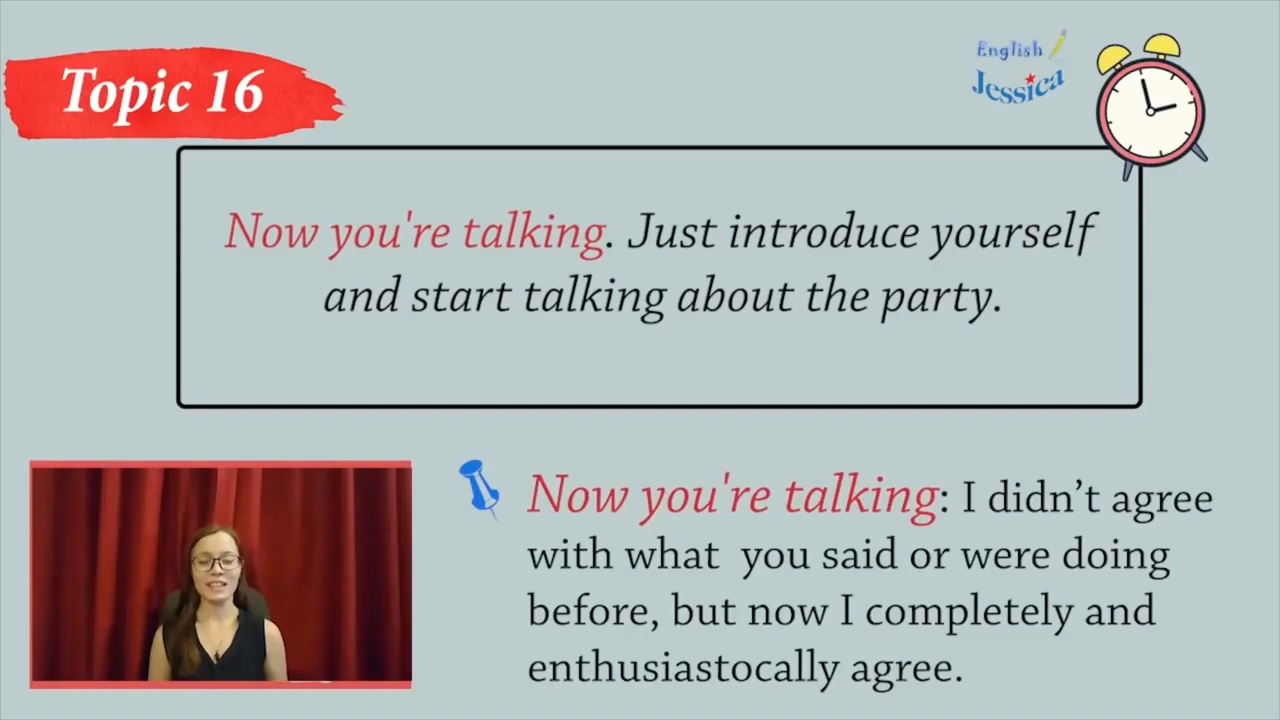 Topic 16
English
Jessica
Now you're talking. Just introduce yourself
and start talking about the party.
Now you're talking: I didn’t agree
with what you said or were doing
before, but now I completely and
enthusiastocally agree.